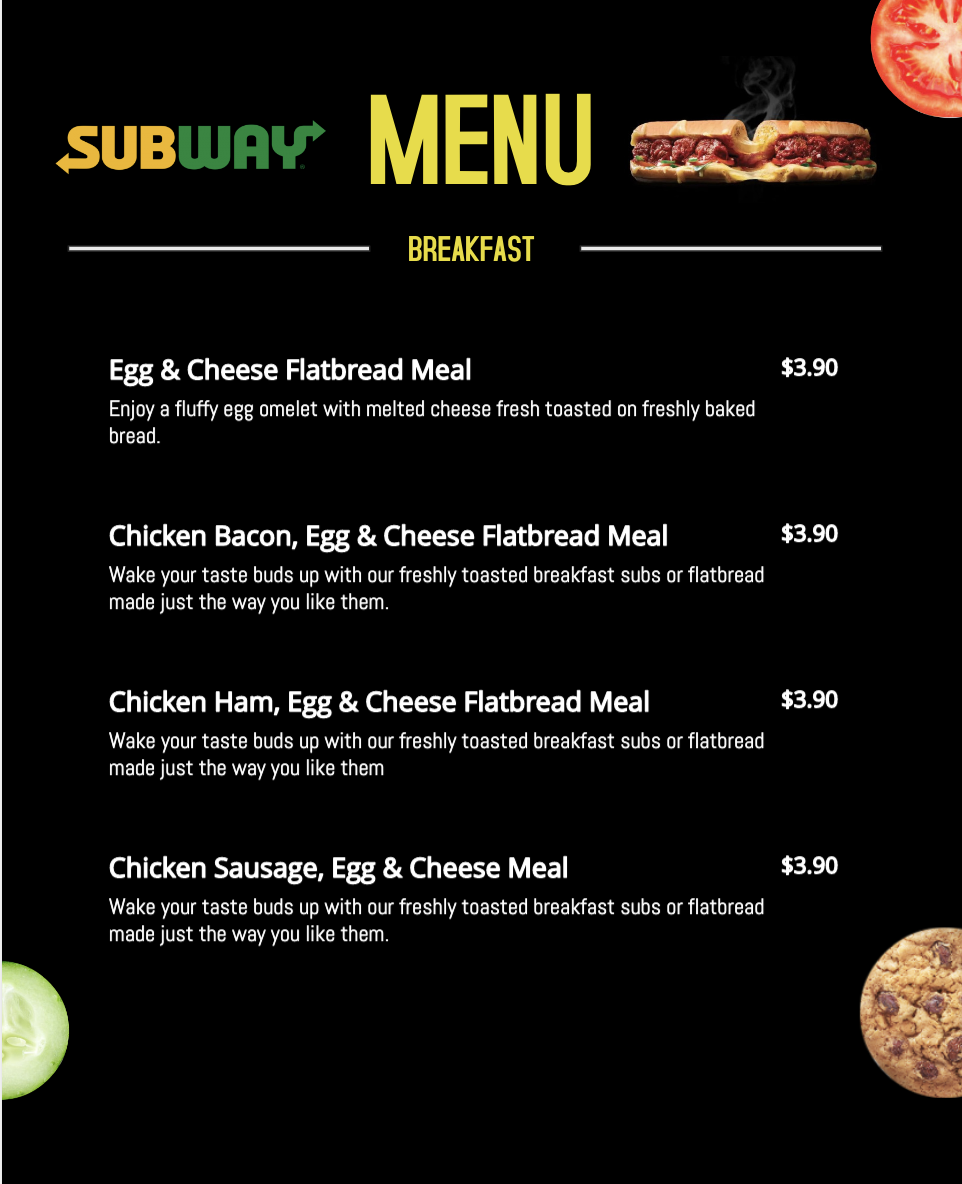 SUBWAY
MENU
BREAKFAST
Egg & Cheese Flatbread Meal $3.90
Enjoy a fluffy egg omelet with melted cheese fresh toasted on freshly baked
bread.
Chicken Bacon, Egg & Cheese Flatbread Meal $3.90
Wake your taste buds up with our freshly toasted breakfast subs or flatbread
made just the way you like them.
Chicken Ham, Egg & Cheese Flatbread Meal $3.90
Wake your taste buds up with our freshly toasted breakfast subs or flatbread
made just the way you like them
Chicken Sausage, Egg & Cheese Meal $3.90
Wake your taste buds up with our freshly toasted breakfast subs or flatbread
made just the way you like them.